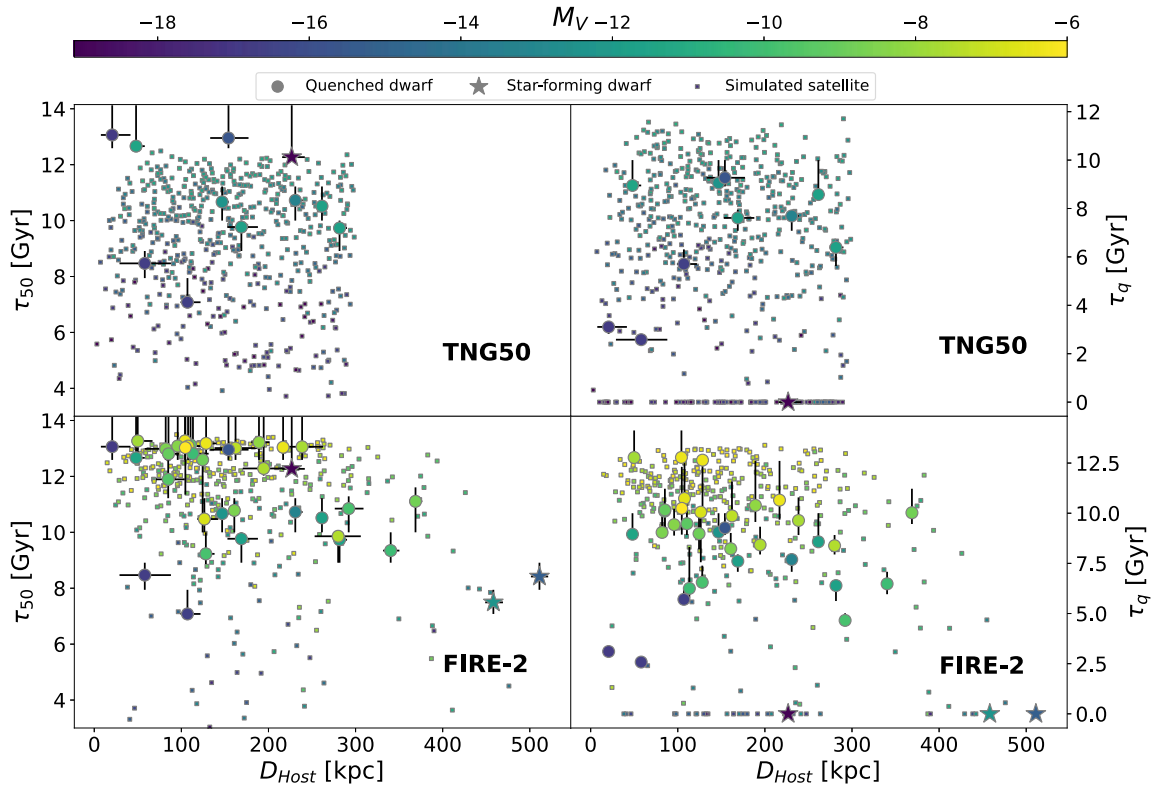 M_V
−18 −16 −14 −12 −10 −8 −6
Quenched dwarf Star-forming dwarf Simulated satellite
τ_50 [Gyr]
14
12
10
8
6
4
TNG50
τ_q [Gyr]
12
10
8
6
4
2
0
TNG50
τ_50 [Gyr]
14
12
10
8
6
4
FIRE-2
τ_q [Gyr]
12.5
10.0
7.5
5.0
2.5
0.0
FIRE-2
0 100 200 300 400 500
D_Host [kpc]
0 100 200 300 400 500
D_Host [kpc]